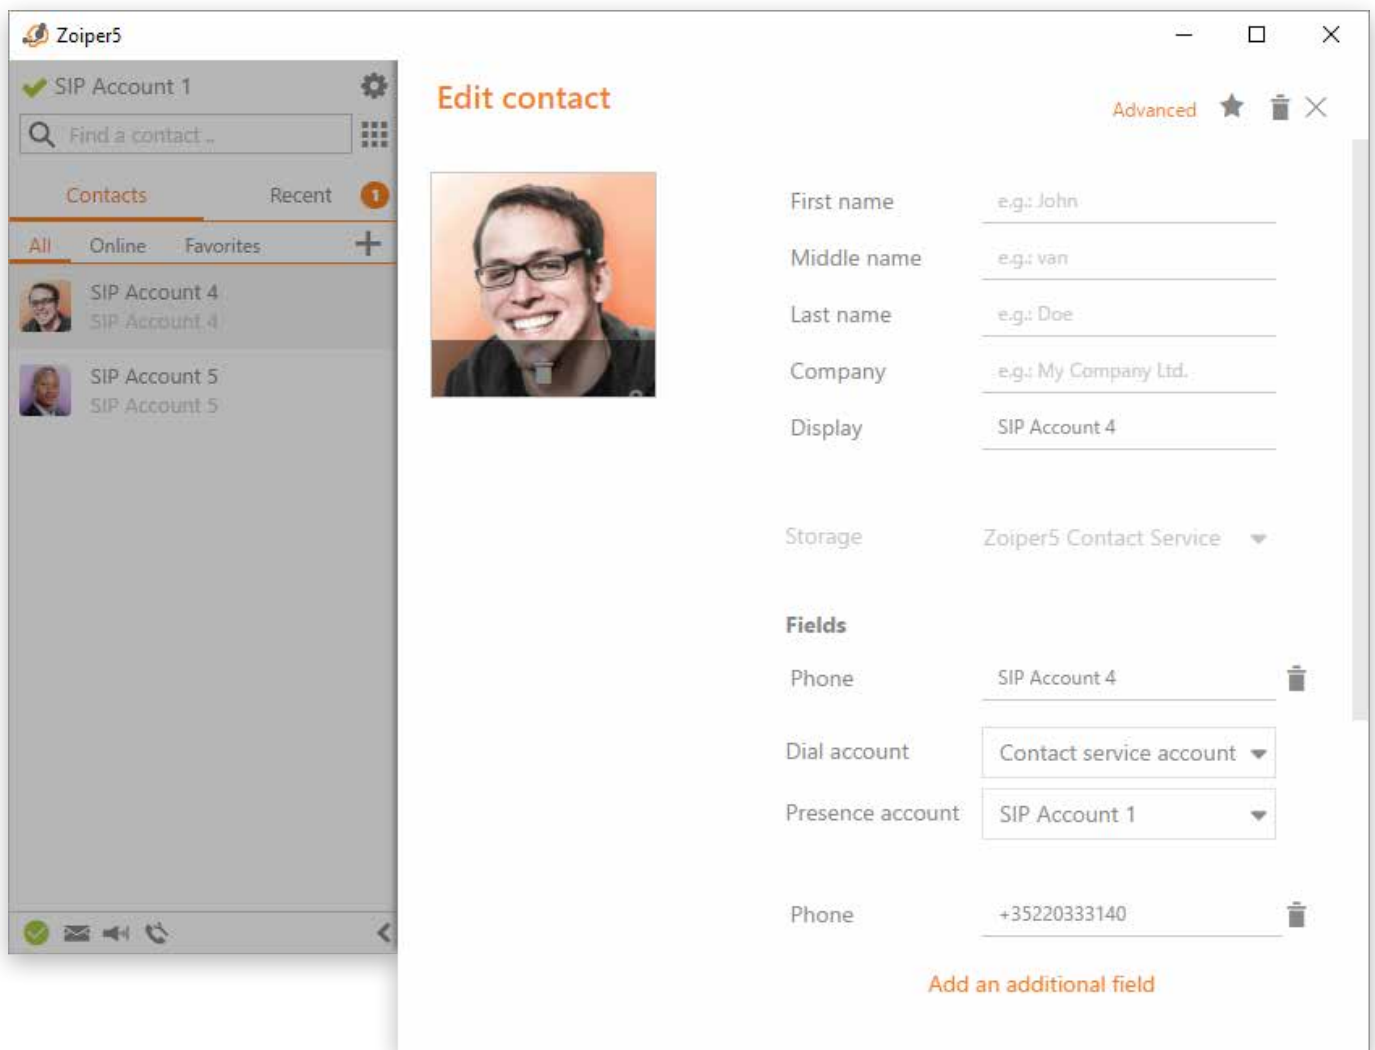 Zoiper5
SIP Account 1
Find a contact ..
Contacts
Recent
1
All
Online
Favorites
SIP Account 4
SIP Account 4
SIP Account 5
SIP Account 5
Edit contact
Advanced
First name
e.g.: John
Middle name
e.g.: van
Last name
e.g.: Doe
Company
e.g.: My Company Ltd.
Display
SIP Account 4
Storage
Zoiper5 Contact Service
Fields
Phone
SIP Account 4
Dial account
Contact service account
Presence account
SIP Account 1
Phone
+35220333140
Add an additional field